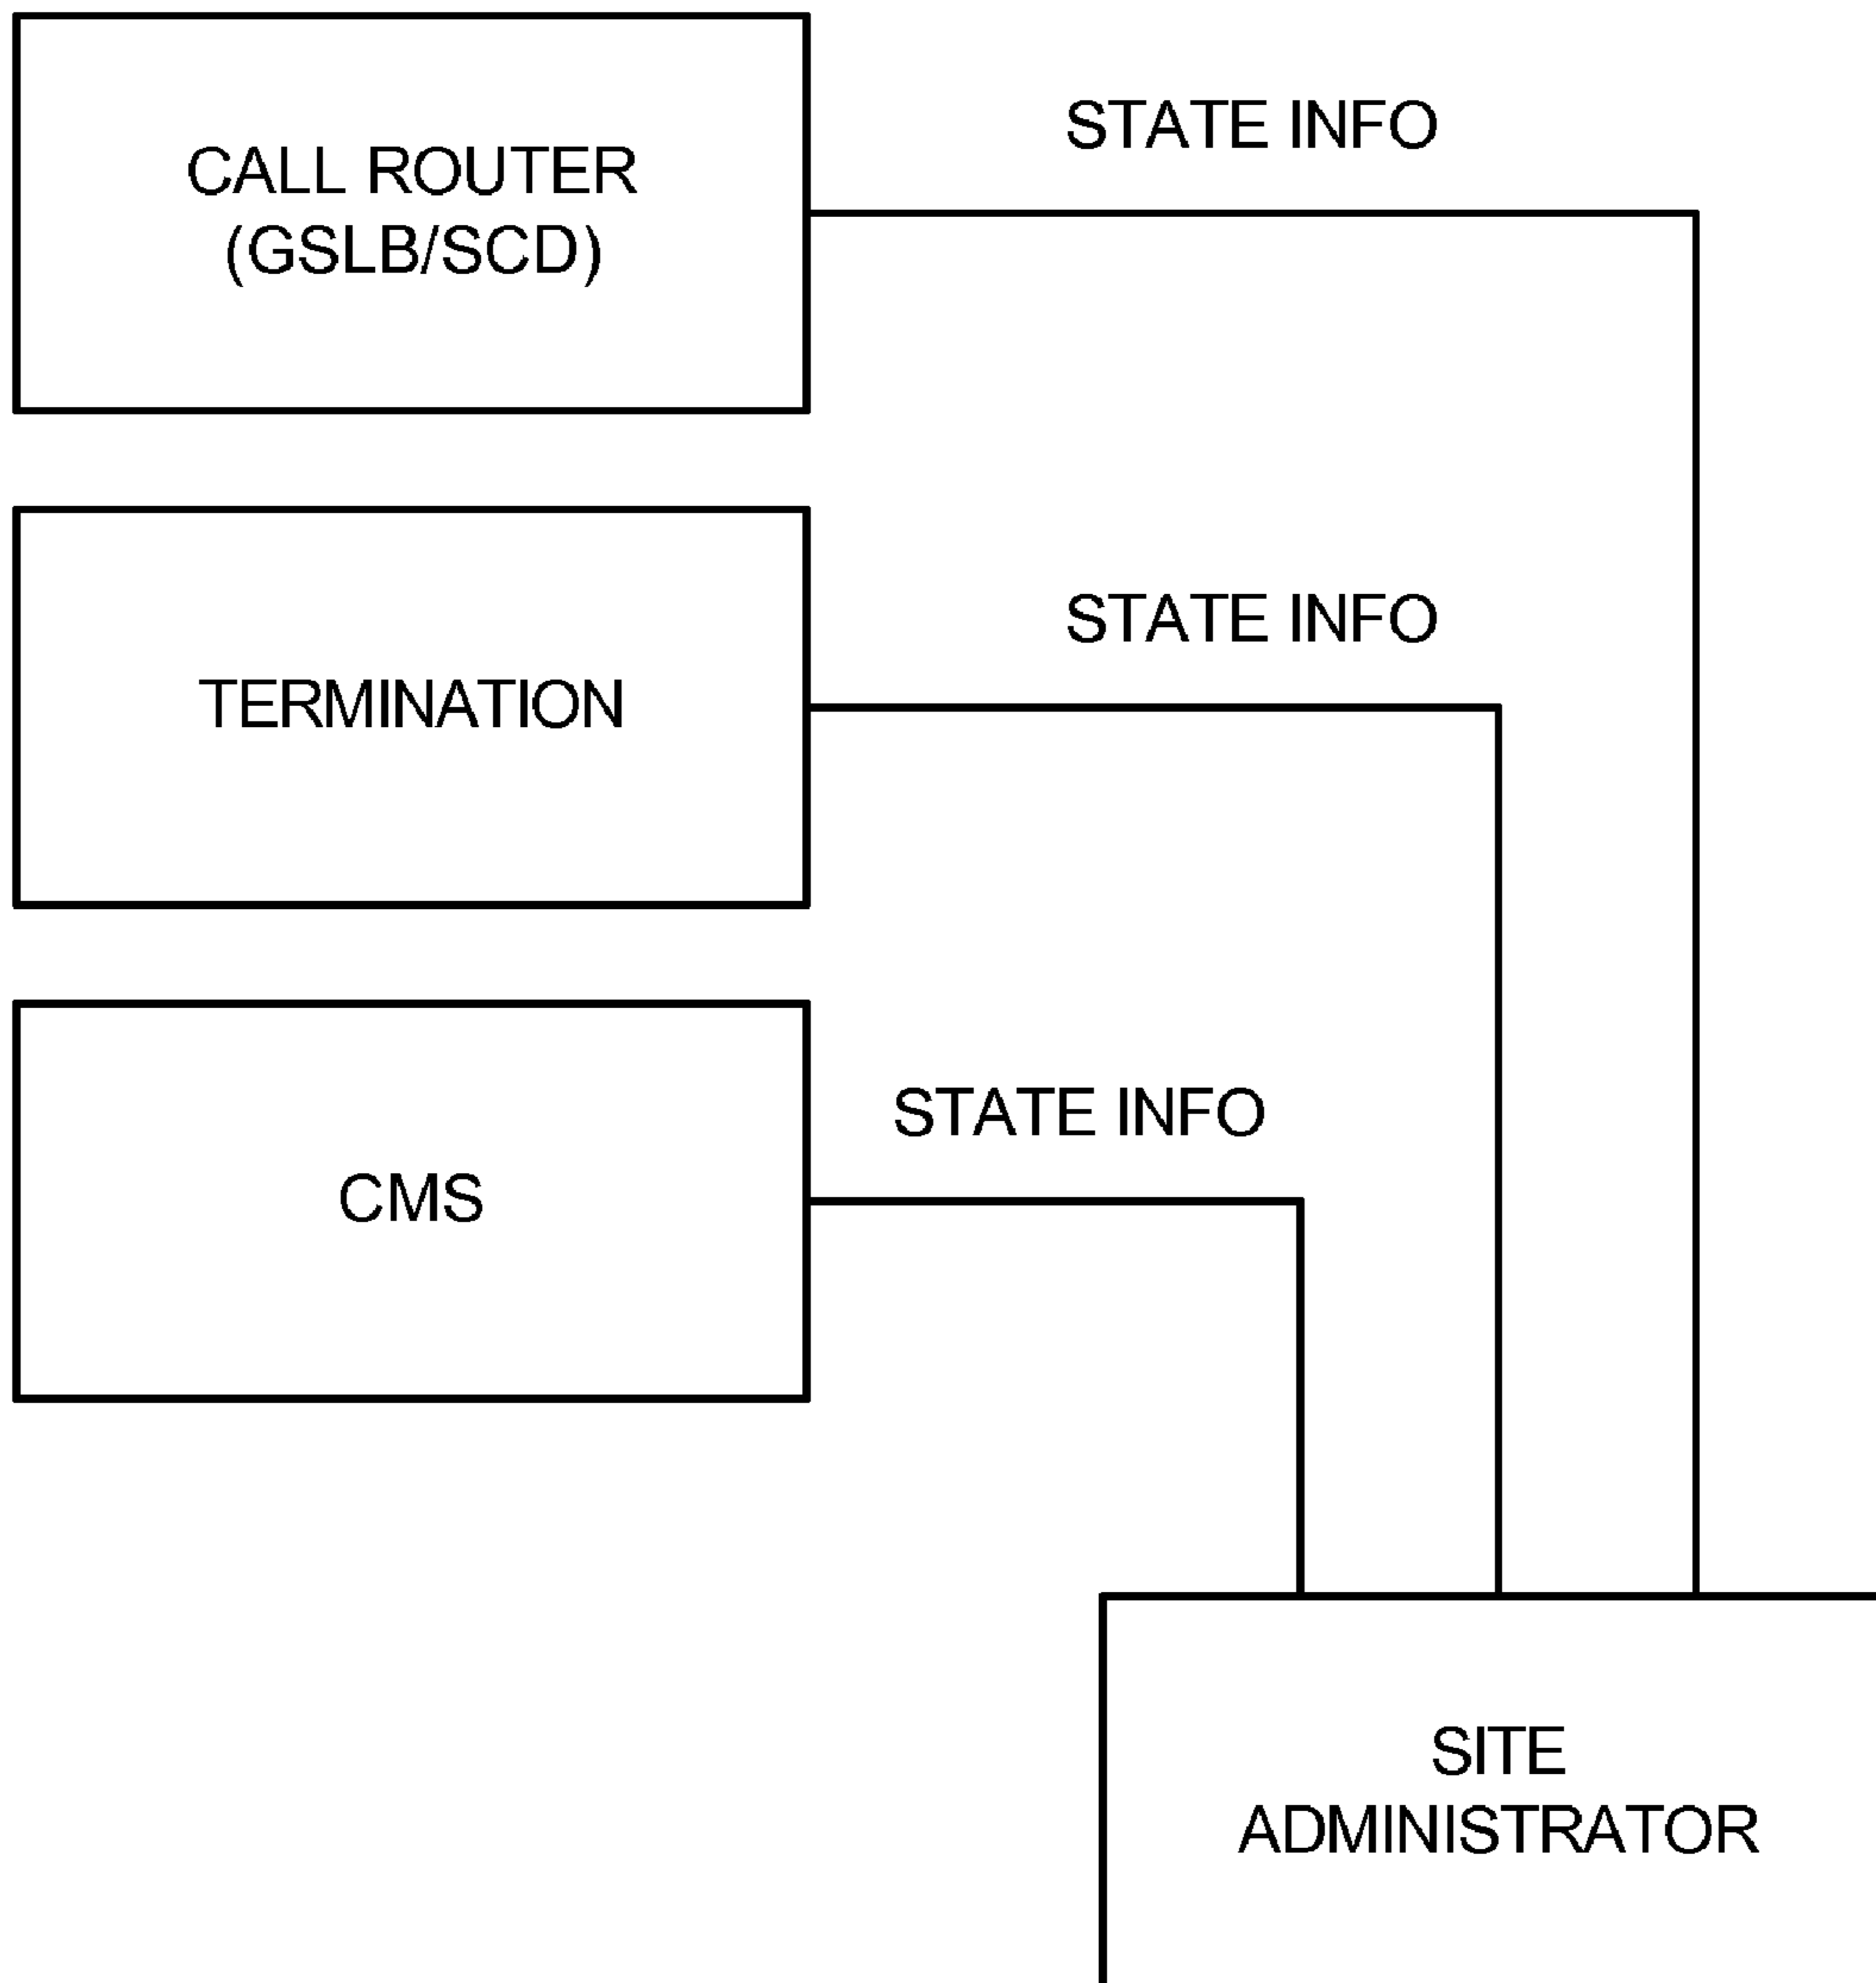 STATE INFO
CALL ROUTER
(GSLB/SCD)
STATE INFO
TERMINATION
STATE INFO
CMS
SITE
ADMINISTRATOR